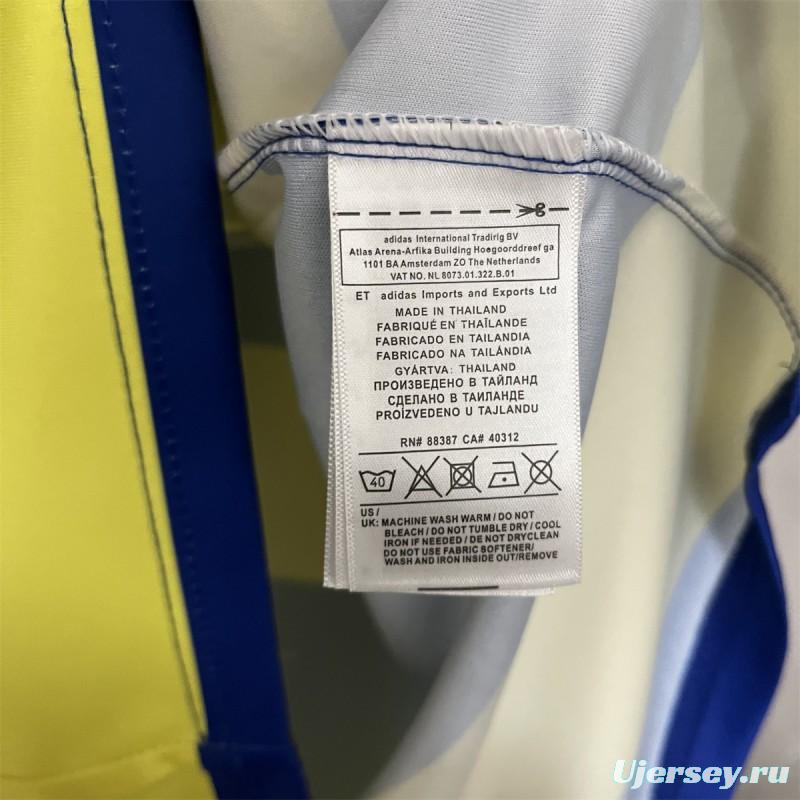 adidas International Tradirig BV
Atlas Arena-Arfika Building Hoegoorddreef ga
1101 BA Amsterdam ZO The Netherlands
VAT NO. NL 8073.01.322.B.01
ET adidas Imports and Exports Ltd
MADE IN THAILAND
FABRIQUÉ EN THAÏLANDE
FABRICADO EN TAILANDIA
FABRICADO NA TAILÂNDIA
GYÁRTVA: THAILAND
ПРОИЗВЕДЕНО В ТАЙЛАНД
СДЕЛАНО В ТАИЛАНДЕ
PROÍZVEDENO U TAJLANDU
RN# 88387 CA# 40312
40
US /
UK: MACHINE WASH WARM / DO NOT
BLEACH / DO NOT TUMBLE DRY / COOL
IRON IF NEEDED / DE NOT DRYCLEAN
DO NOT USE FABRIC SOFTENER/
WASH AND IRON INSIDE OUT/REMOVE
Ujersey.ru